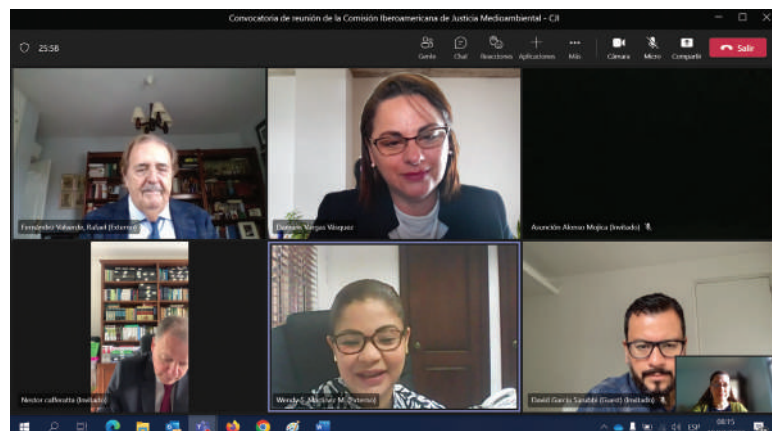 Convocatoria de reunión de la Comisión Iberoamericana de Justicia Medioambiental - CJI
25:58
Gente Chat Reacciones Aplicaciones Más Cámara Micro Compartir Salir
Fernández Valverde, Rafael (Externo)
Damaris Vargas Vásquez
Asunción Alonso Mojica (Invitado)
Nestor cafferatta (Invitado)
Wendy S. Martínez M. (Externo)
David García Sarubbi (Guest) (Invitado)
ESP
08:15